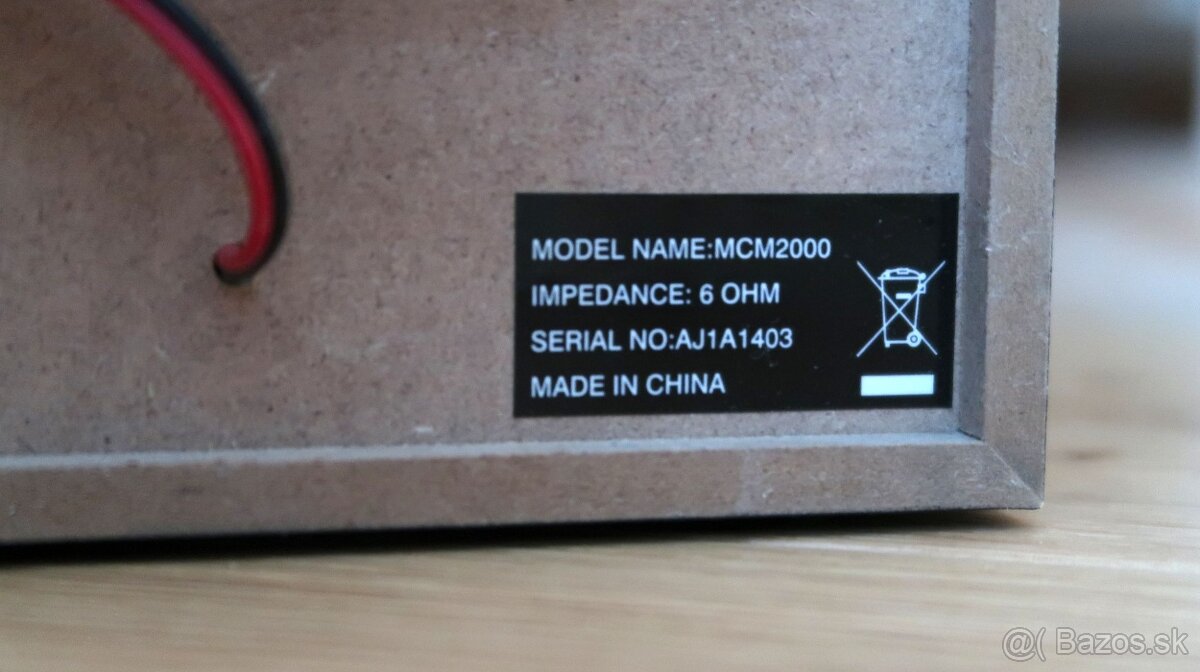 MODEL NAME:MCM2000
IMPEDANCE: 6 OHM
SERIAL NO:AJ1A1403
MADE IN CHINA
@( Bazos.sk